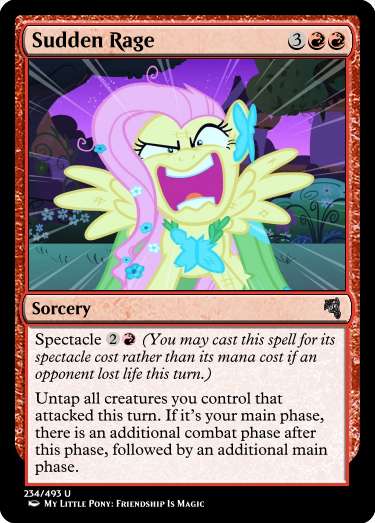 Sudden Rage 3
Sorcery
Spectacle 2 (You may cast this spell for its
spectacle cost rather than its mana cost if an
opponent lost life this turn.)
Untap all creatures you control that
attacked this turn. If it's your main phase,
there is an additional combat phase after
this phase, followed by an additional main
phase.
234/493 U
My Little Pony: Friendship Is Magic